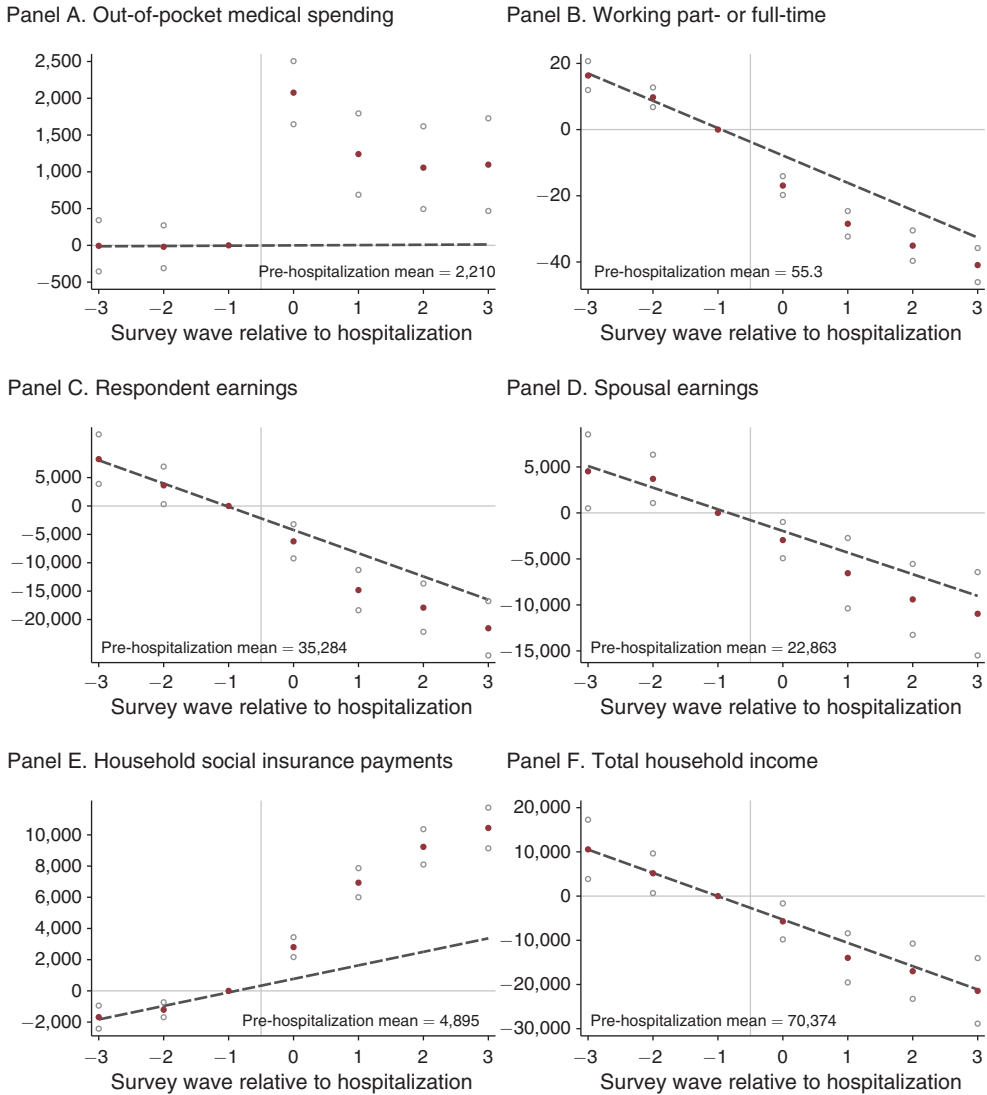 Panel A. Out-of-pocket medical spending
2,500
2,000
1,500
1,000
500
0
−500
Pre-hospitalization mean = 2,210
−3 −2 −1 0 1 2 3
Survey wave relative to hospitalization
Panel B. Working part- or full-time
20
0
−20
−40
Pre-hospitalization mean = 55.3
−3 −2 −1 0 1 2 3
Survey wave relative to hospitalization
Panel C. Respondent earnings
5,000
0
−5,000
−10,000
−15,000
−20,000
Pre-hospitalization mean = 35,284
−3 −2 −1 0 1 2 3
Survey wave relative to hospitalization
Panel D. Spousal earnings
5,000
0
−5,000
−10,000
−15,000
Pre-hospitalization mean = 22,863
−3 −2 −1 0 1 2 3
Survey wave relative to hospitalization
Panel E. Household social insurance payments
10,000
8,000
6,000
4,000
2,000
0
−2,000
Pre-hospitalization mean = 4,895
−3 −2 −1 0 1 2 3
Survey wave relative to hospitalization
Panel F. Total household income
20,000
10,000
0
−10,000
−20,000
−30,000
Pre-hospitalization mean = 70,374
−3 −2 −1 0 1 2 3
Survey wave relative to hospitalization